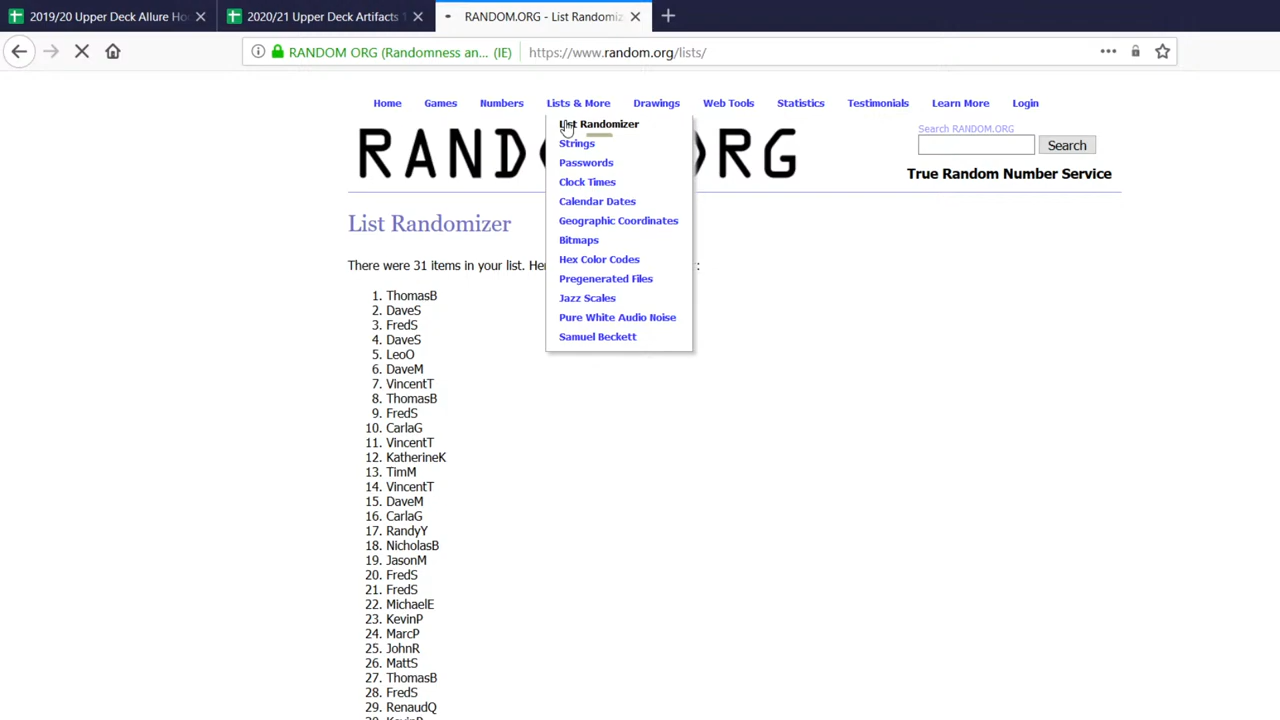 2019/20 Upper Deck Allure Ho
2020/21 Upper Deck Artifacts
RANDOM.ORG - List Randomiz
RANDOM ORG (Randomness an... (IE)
https://www.random.org/lists/
Home Games Numbers Lists & More Drawings Web Tools Statistics Testimonials Learn More Login
List Randomizer
Strings
Passwords
Clock Times
Calendar Dates
Geographic Coordinates
Bitmaps
Hex Color Codes
Pregenerated Files
Jazz Scales
Pure White Audio Noise
Samuel Beckett
Search RANDOM.ORG
Search
True Random Number Service
List Randomizer
There were 31 items in your list. :
1. ThomasB
2. DaveS
3. FredS
4. DaveS
5. LeoO
6. DaveM
7. VincentT
8. ThomasB
9. FredS
10. CarlaG
11. VincentT
12. KatherineK
13. TimM
14. VincentT
15. DaveM
16. CarlaG
17. RandyY
18. NicholasB
19. JasonM
20. FredS
21. FredS
22. MichaelE
23. KevinP
24. MarcP
25. JohnR
26. MattS
27. ThomasB
28. FredS
29. RenaudQ